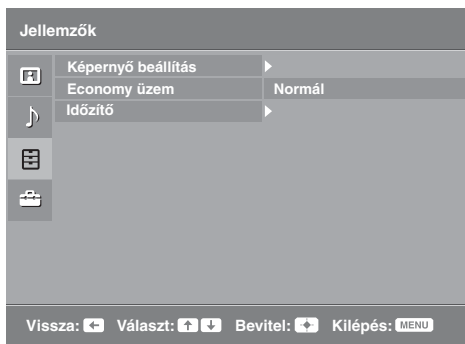 Jellemzők
Képernyő beállítás
Economy üzem Normál
Időzítő
Vissza: Választ: Bevitel: Kilépés: MENU